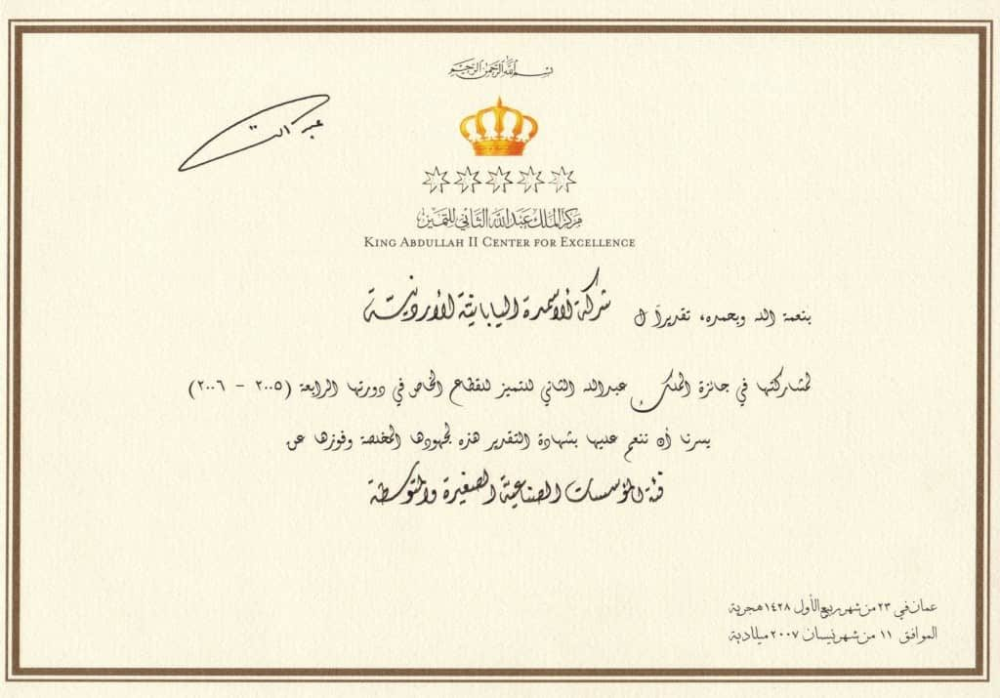 بسم الله الرحمن الرحيم
عبد الله
مركز الملك عبدالله الثاني للتميز
KING ABDULLAH II CENTER FOR EXCELLENCE
بنعمة الله وبحمده، تقديراً ل شركة الأسمدة اليابانية الأردنية
لمشاركتها في جائزة الملك عبدالله الثاني للتميز للقطاع الخاص في دورتها الرابعة (٢٠٠٥ - ٢٠٠٦)
يسرنا أن ننعم عليها بشهادة التقدير هذه لجهودها المخلصة وفوزها عن
فئة المؤسسات الصناعية الصغيرة والمتوسطة
عمان في ٢٣ من شهر ربيع الأول ١٤٢٨ هجرية
الموافق ١١ من شهر نيسان ٢٠٠٧ ميلادية